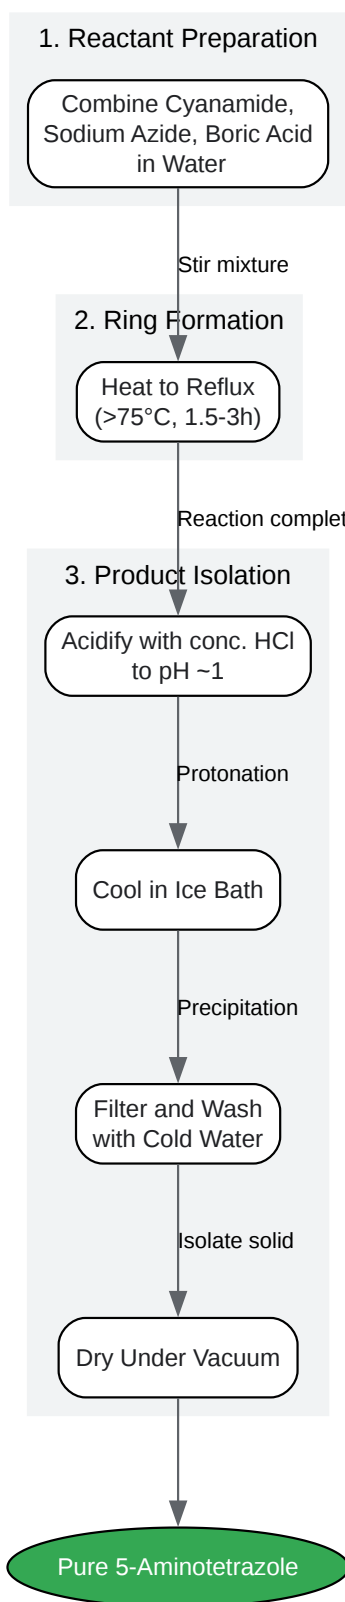 1. Reactant Preparation
Combine Cyanamide,
Sodium Azide, Boric Acid
in Water
Stir mixture
2. Ring Formation
Heat to Reflux
(>75°C, 1.5-3h)
Reaction complet
3. Product Isolation
Acidify with conc. HCl
to pH ~1
Protonation
Cool in Ice Bath
Precipitation
Filter and Wash
with Cold Water
Isolate solid
Dry Under Vacuum
Pure 5-Aminotetrazole